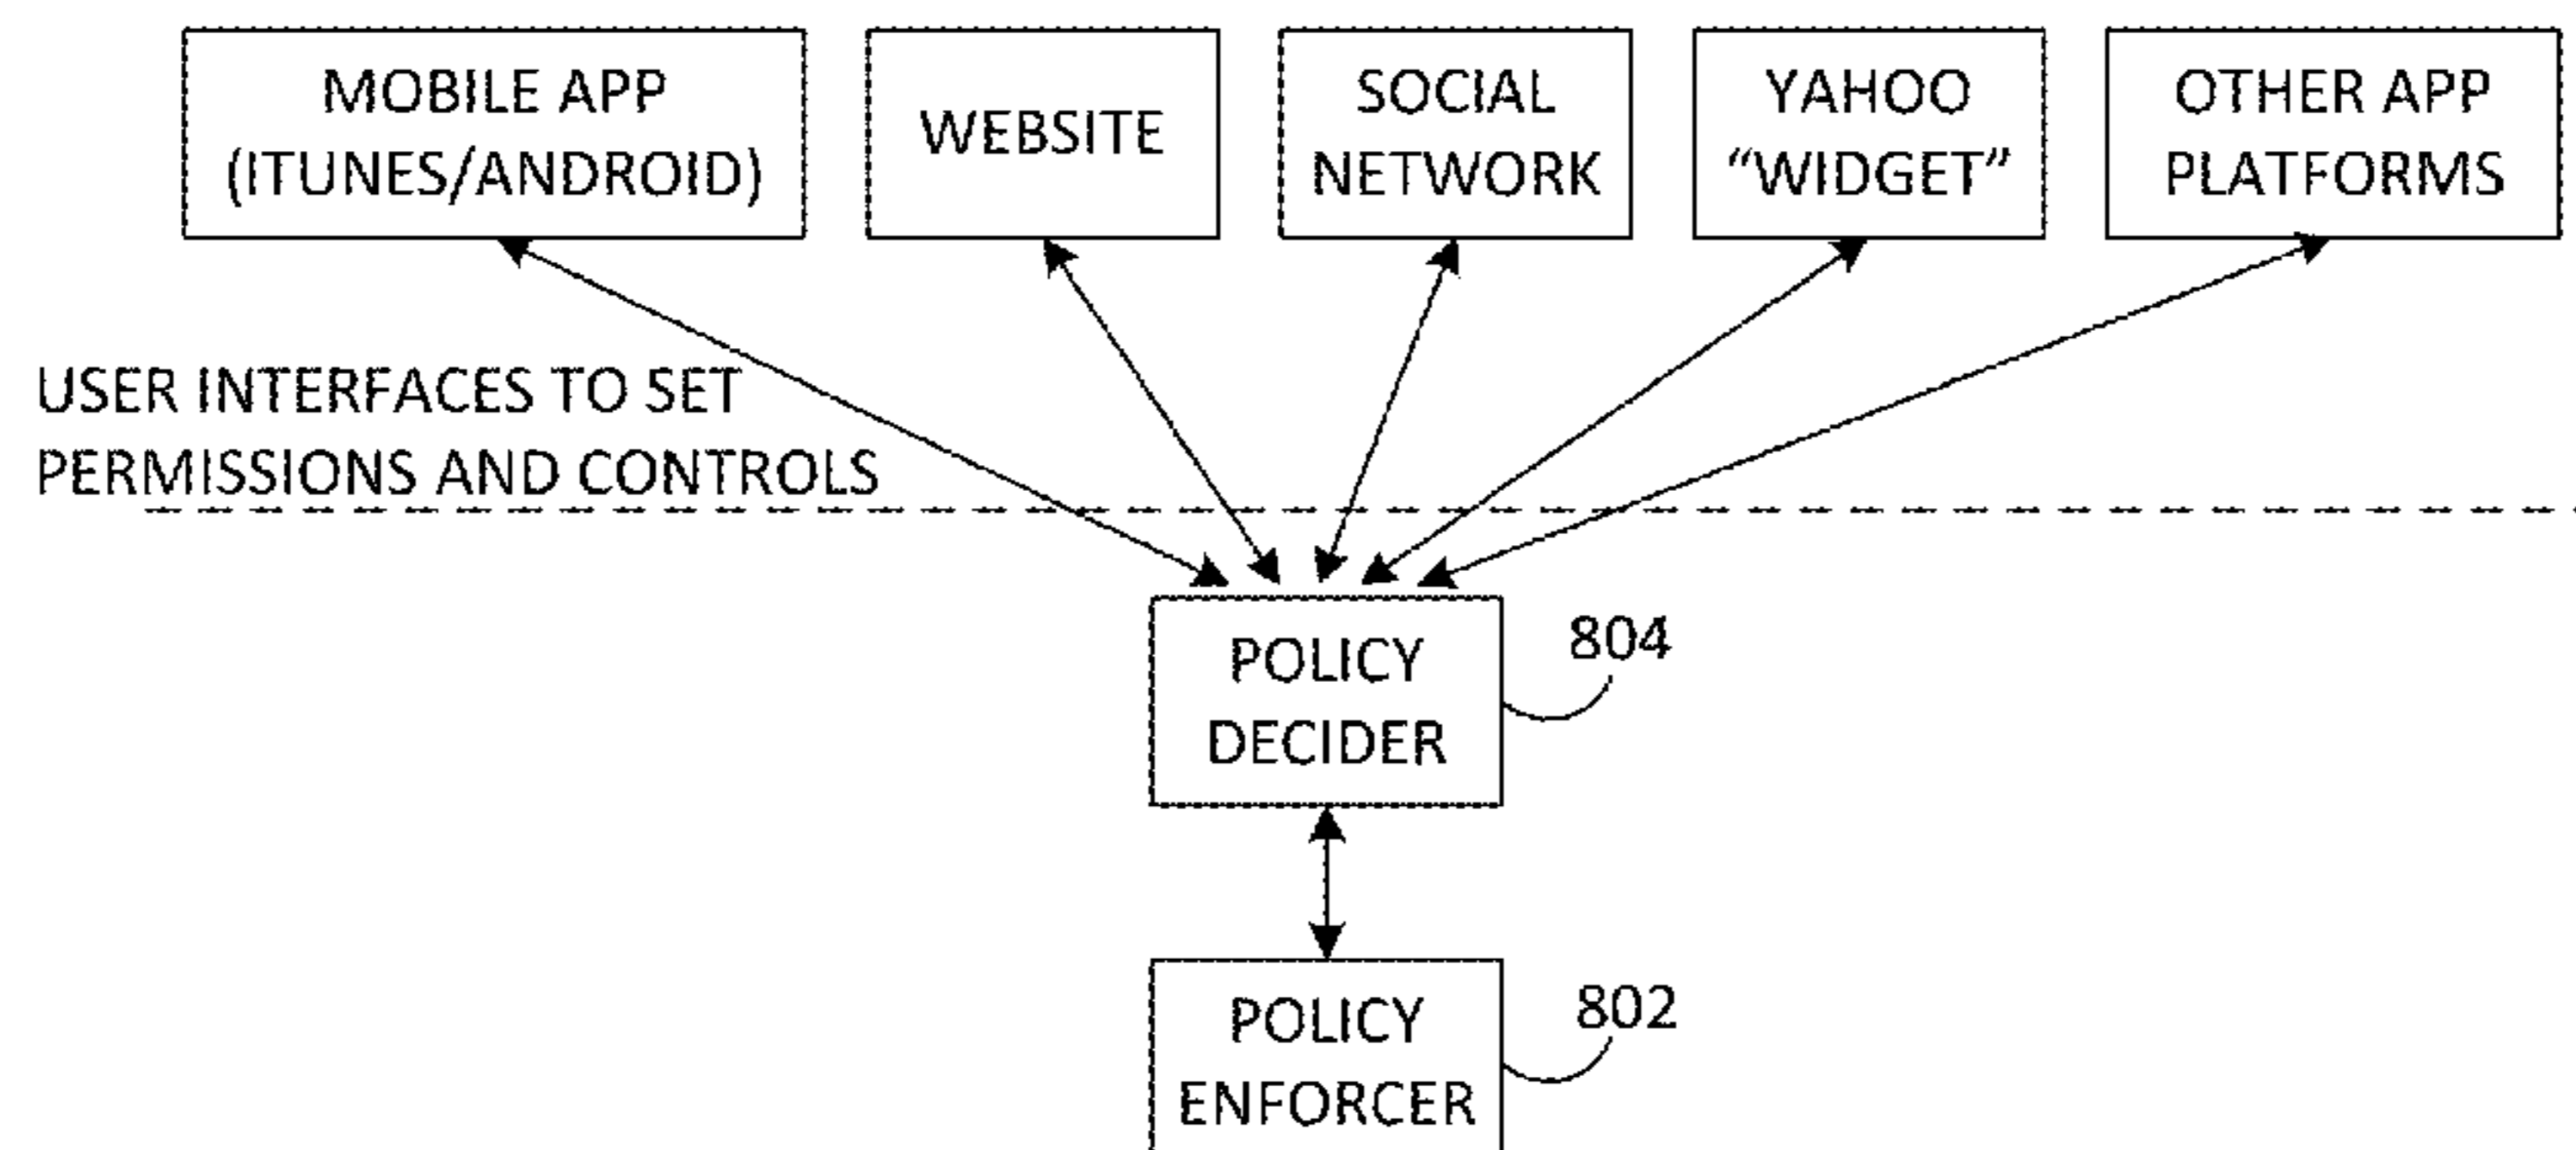 MOBILE APP
(ITUNES/ANDROID)
WEBSITE
SOCIAL
NETWORK
YAHOO
“WIDGET”
OTHER APP
PLATFORMS
USER INTERFACES TO SET
PERMISSIONS AND CONTROLS
POLICY
DECIDER
804
POLICY
ENFORCER
802